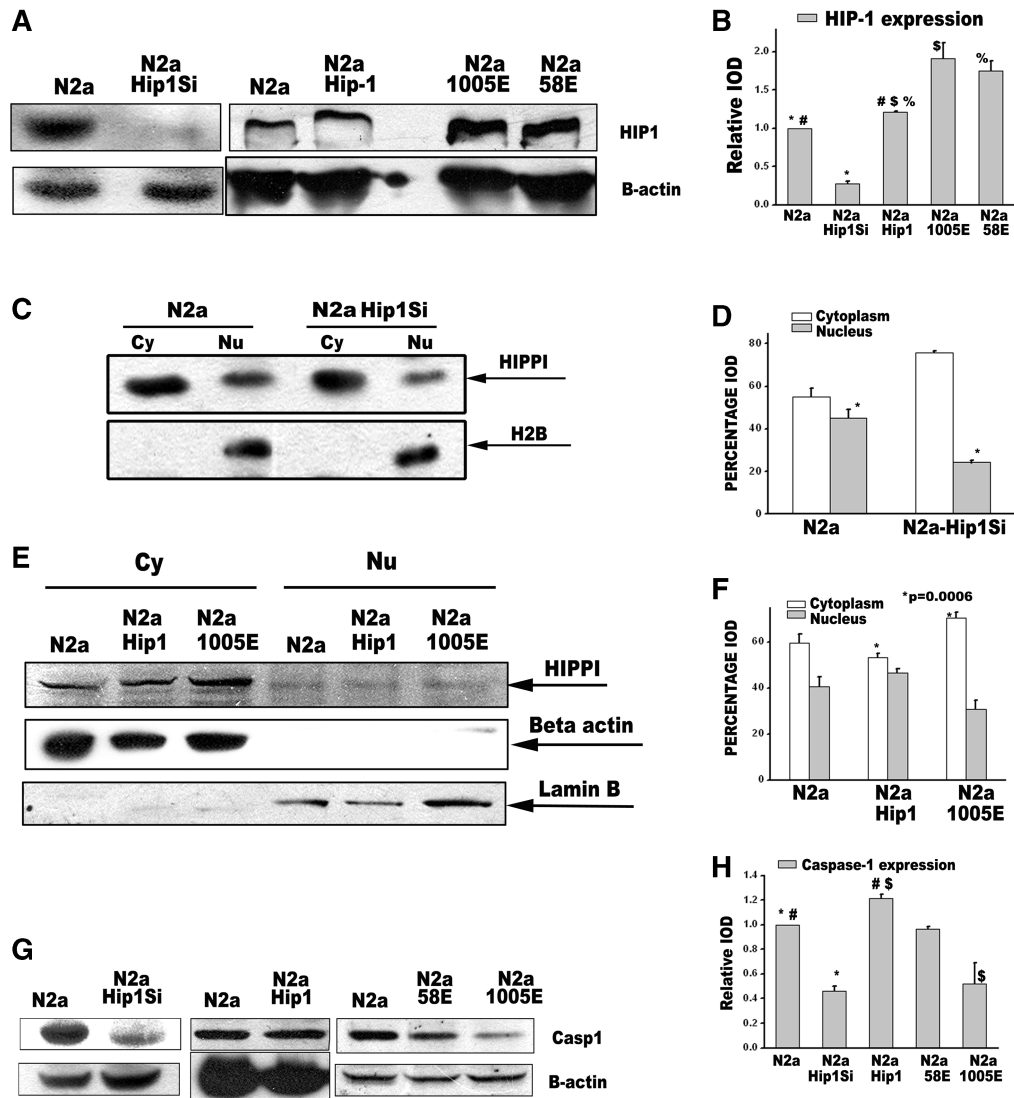 A
N2a
N2a
Hip1Si
N2a
N2a
Hip-1
N2a
1005E
N2a
58E
HIP1
B-actin
B
HIP-1 expression
Relative IOD
2.0
1.5
1.0
0.5
0.0
* #
*
# $ %
$
%
N2a
N2a
Hip1Si
N2a
Hip1
N2a
1005E
N2a
58E
C
N2a
N2a Hip1Si
Cy
Nu
Cy
Nu
HIPPI
H2B
D
Cytoplasm
Nucleus
PERCENTAGE IOD
80
60
40
20
0
*
*
N2a
N2a-Hip1Si
E
Cy
Nu
N2a
N2a
Hip1
N2a
1005E
N2a
N2a
Hip1
N2a
1005E
HIPPI
Beta actin
Lamin B
F
Cytoplasm
Nucleus
*p=0.0006
PERCENTAGE IOD
60
40
20
0
*
*
N2a
N2a
Hip1
N2a
1005E
G
N2a
N2a
Hip1Si
N2a
N2a
Hip1
N2a
N2a
58E
N2a
1005E
Casp1
B-actin
H
Caspase-1 expression
Relative IOD
1.4
1.2
1.0
0.8
0.6
0.4
0.2
0.0
* #
*
# $
$
N2a
N2a
Hip1Si
N2a
Hip1
N2a
58E
N2a
1005E